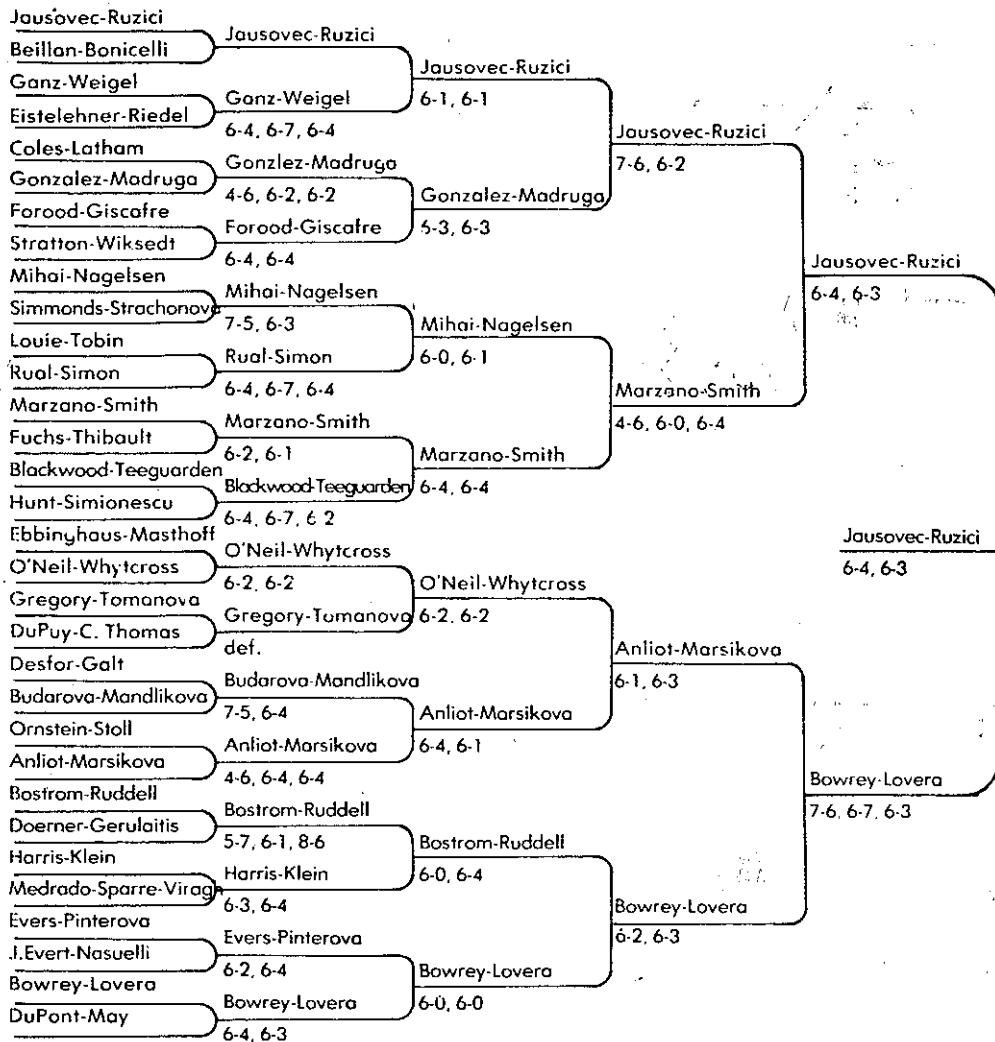 Jausovec-Ruzici
Beillan-Bonicelli
Ganz-Weigel
Eistelehner-Riedel
Coles-Latham
Gonzalez-Madruga
Forood-Giscafre
Stratton-Wiksedt
Mihai-Nagelsen
Simmonds-Strachonova
Louie-Tobin
Rual-Simon
Marzano-Smith
Fuchs-Thibault
Blackwood-Teeguarden
Hunt-Simionescu
Ebbinghaus-Masthoff
O'Neil-Whytcross
Gregory-Tomanova
DuPuy-C. Thomas
Desfor-Galt
Budarova-Mandlikova
Ornstein-Stoll
Anliot-Marsikova
Bostrom-Ruddell
Doerner-Gerulaitis
Harris-Klein
Medrado-Sparre-Viragh
Evers-Pinterova
J.Evert-Nasuelli
Bowrey-Lovera
DuPont-May
Jausovec-Ruzici
Ganz-Weigel
6-4, 6-7, 6-4
Gonzlez-Madruga
4-6, 6-2, 6-2
Forood-Giscafre
6-4, 6-4
Mihai-Nagelsen
7-5, 6-3
Rual-Simon
6-4, 6-7, 6-4
Marzano-Smith
6-2, 6-1
Blackwood-Teeguarden
6-4, 6-7, 6 2
O'Neil-Whytcross
6-2, 6-2
Gregory-Tomanova
def.
Budarova-Mandlikova
7-5, 6-4
Anliot-Marsikova
4-6, 6-4, 6-4
Bostrom-Ruddell
5-7, 6-1, 8-6
Harris-Klein
6-3, 6-4
Evers-Pinterova
6-2, 6-4
Bowrey-Lovera
6-4, 6-3
Jausovec-Ruzici
6-1, 6-1
Gonzalez-Madruga
6-3, 6-3
Mihai-Nagelsen
6-0, 6-1
Marzano-Smith
6-4, 6-4
O'Neil-Whytcross
6-2, 6-2
Anliot-Marsikova
6-4, 6-1
Bostrom-Ruddell
6-0, 6-4
Bowrey-Lovera
6-0, 6-0
Jausovec-Ruzici
7-6, 6-2
Marzano-Smith
4-6, 6-0, 6-4
Anliot-Marsikova
6-1, 6-3
Bowrey-Lovera
6-2, 6-3
Jausovec-Ruzici
6-4, 6-3
Bowrey-Lovera
7-6, 6-7, 6-3
Jausovec-Ruzici
6-4, 6-3